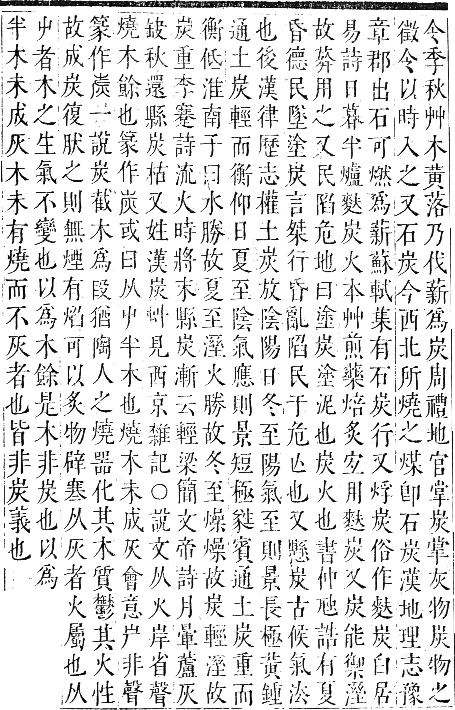 令季秋艸木黃落乃伐薪爲炭周禮地官掌炭掌灰物炭物之
徵令以時入之又石炭今西北所燒之煤卽石炭漢地理志豫
章郡出石可燃爲薪蘇軾集有石炭行又烰炭俗作麩炭白居
易詩日暮半爐麩炭火本艸煎藥焙炙宜用麩炭又炭能禦溼
故葬用之又民陷危地曰塗炭塗泥也炭火也書仲虺誥有夏
昏德民墜塗炭言桀行昏亂陷民于危亾也又懸炭古候氣法
也後漢律歷志權土炭放陰陽日冬至陽氣至則景長極黃鍾
通土炭輕而衡仰日夏至陰氣應則景短極蕤賓通土炭重而
衡低淮南子曰水勝故夏至溼火勝故冬至燥燥故炭輕溼故
炭重李蹇詩流火時將末縣炭漸云輕梁簡文帝詩月暈蘆灰
缺秋還縣炭枯又姓漢炭虯見西京雜記○說文从火岸省聲
燒木餘也篆作炭或曰从屮半木也燒木未成灰會意屵非聲
篆作炭一說炭截木爲段猶陶人之燒器化其木質鬱其火性
故成炭復肰之則無煙有焰可以炙物辟寒从灰者火屬也从
屮者木之生氣不變也以爲木餘是木非炭也以爲
半木未成灰木未有燒而不灰者也皆非炭義也